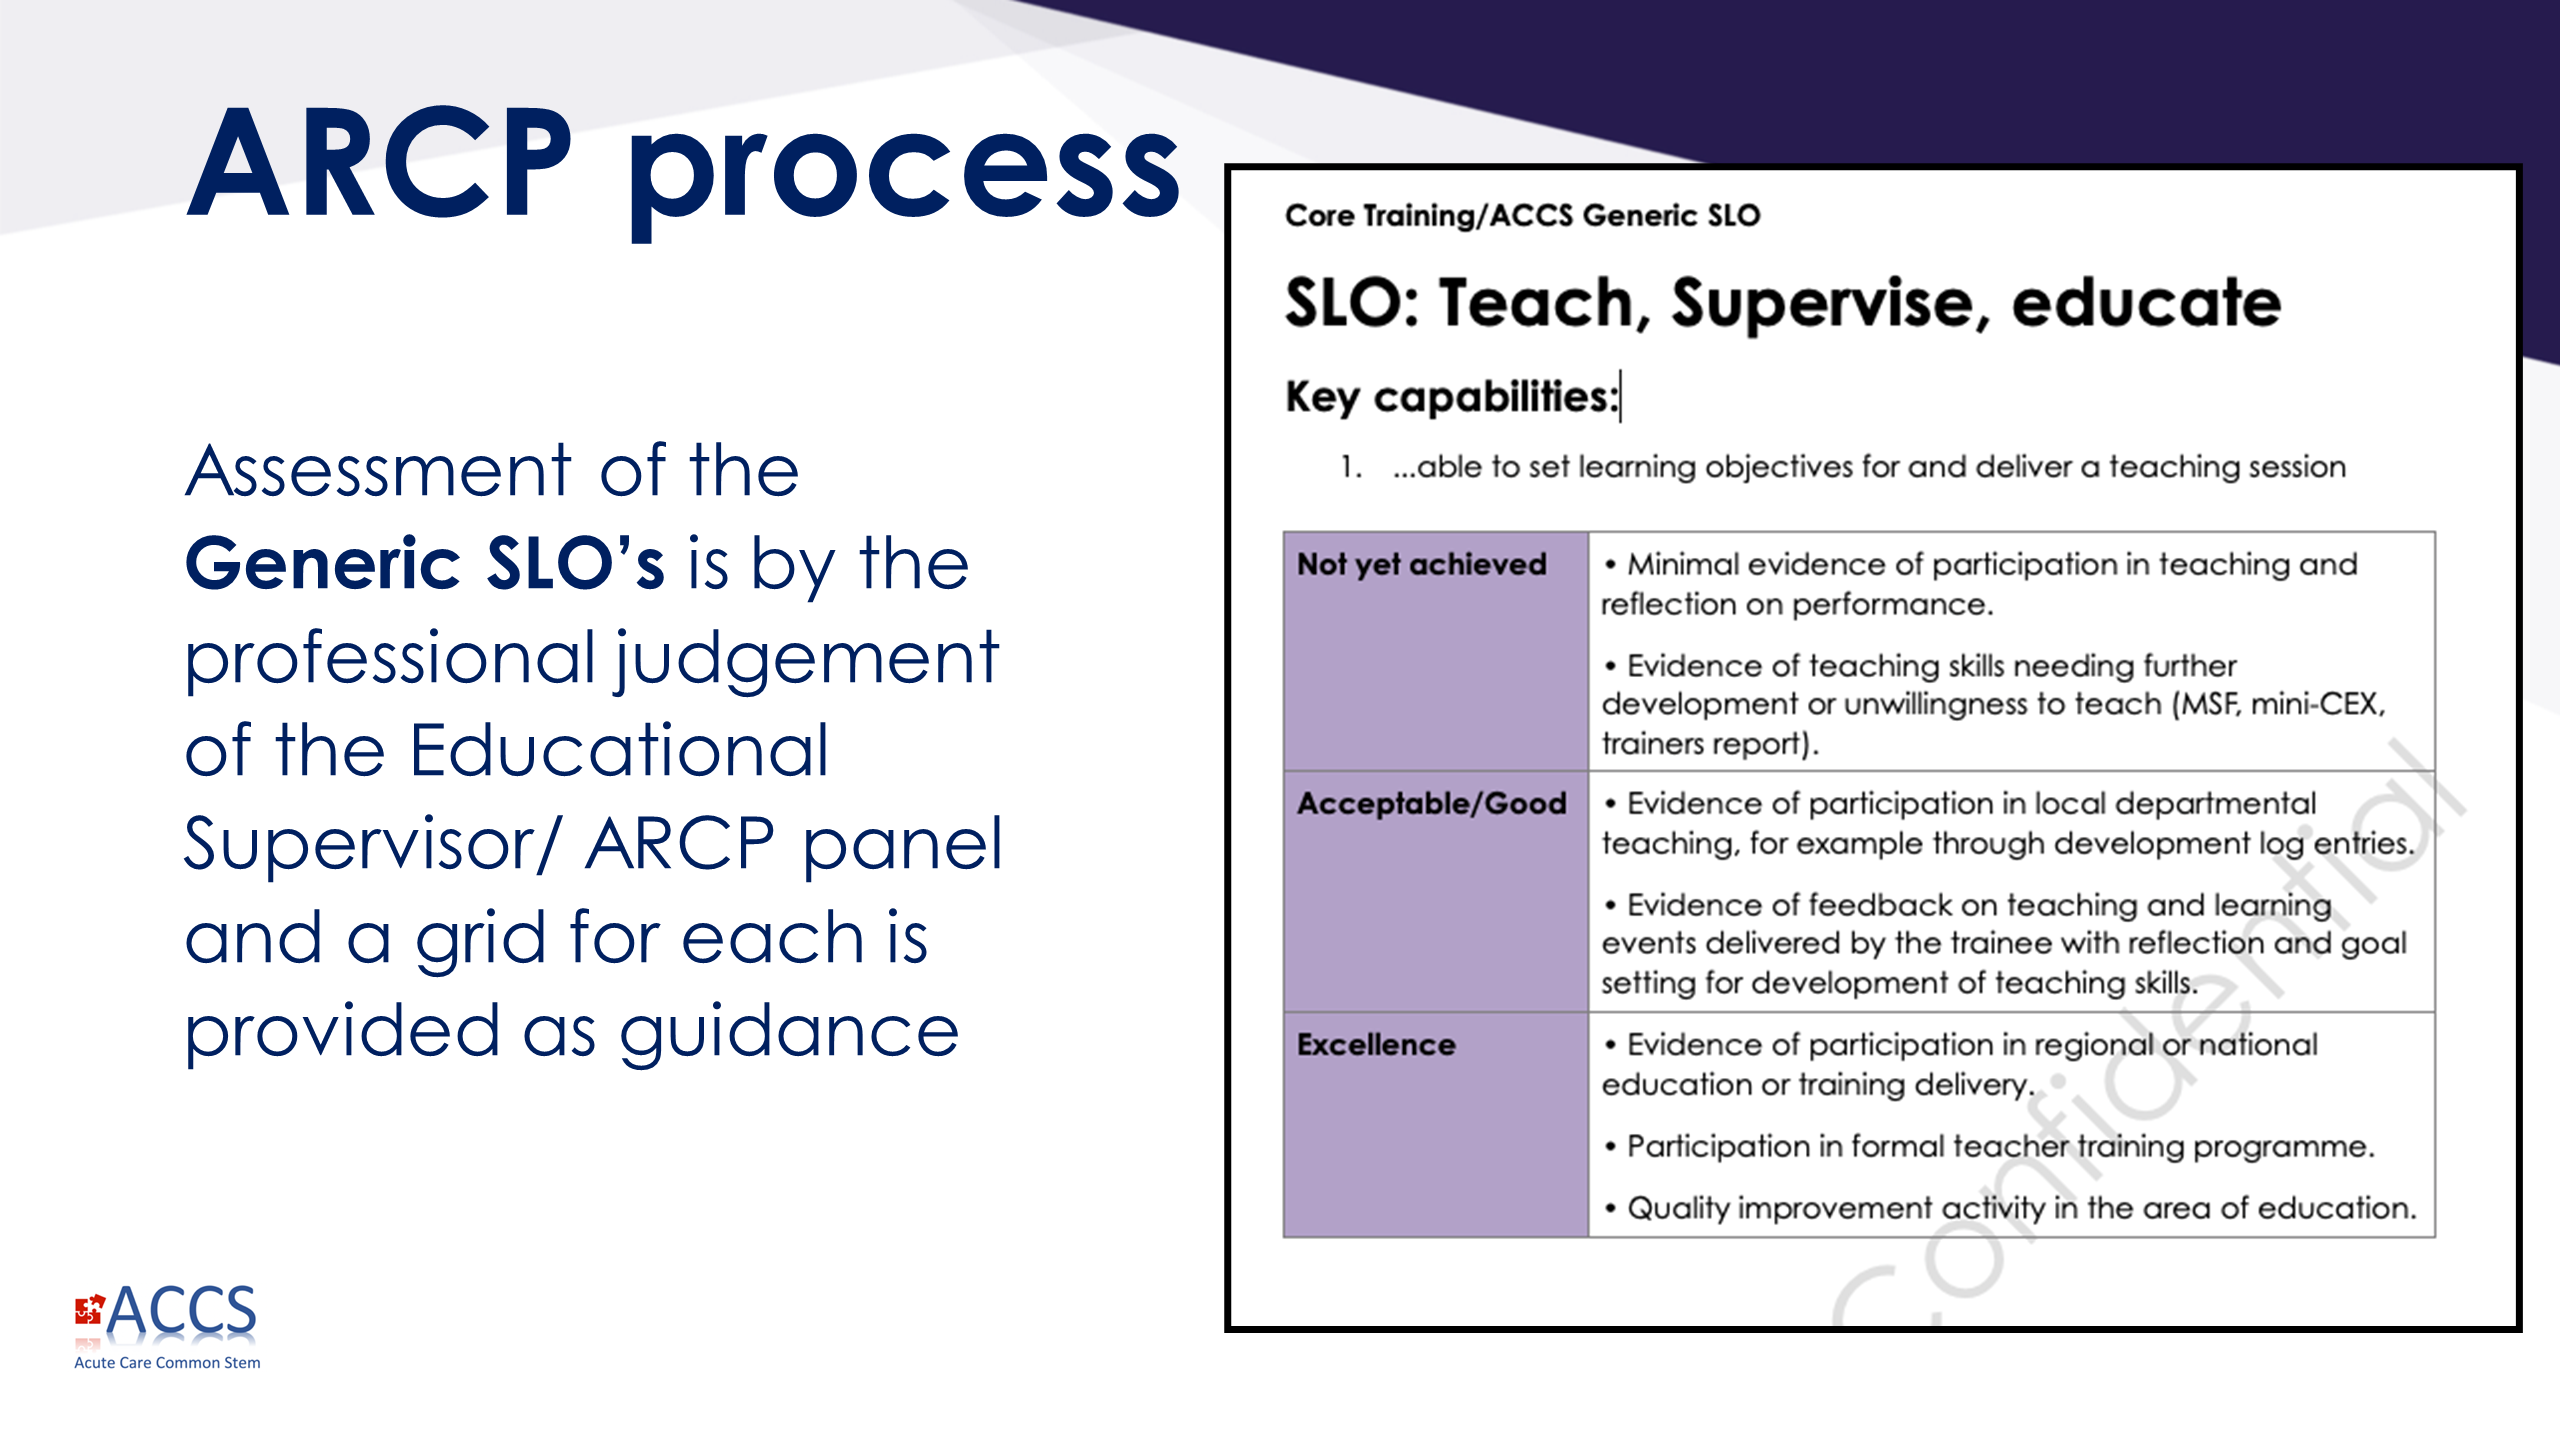 ARCP process
Assessment of the
Generic SLO’s is by the
professional judgement
of the Educational
Supervisor/ ARCP panel
and a grid for each is
provided as guidance
ACCS
Acute Care Common Stem
Core Training/ACCS Generic SLO
SLO: Teach, Supervise, educate
Key capabilities:
1. ...able to set learning objectives for and deliver a teaching session
Not yet achieved
• Minimal evidence of participation in teaching and
reflection on performance.
• Evidence of teaching skills needing further
development or unwillingness to teach (MSF, mini-CEX,
trainers report).
Acceptable/Good
• Evidence of participation in local departmental
teaching, for example through development log entries.
• Evidence of feedback on teaching and learning
events delivered by the trainee with reflection and goal
setting for development of teaching skills.
Excellence
• Evidence of participation in regional or national
education or training delivery.
• Participation in formal teacher training programme.
• Quality improvement activity in the area of education.
Confidential